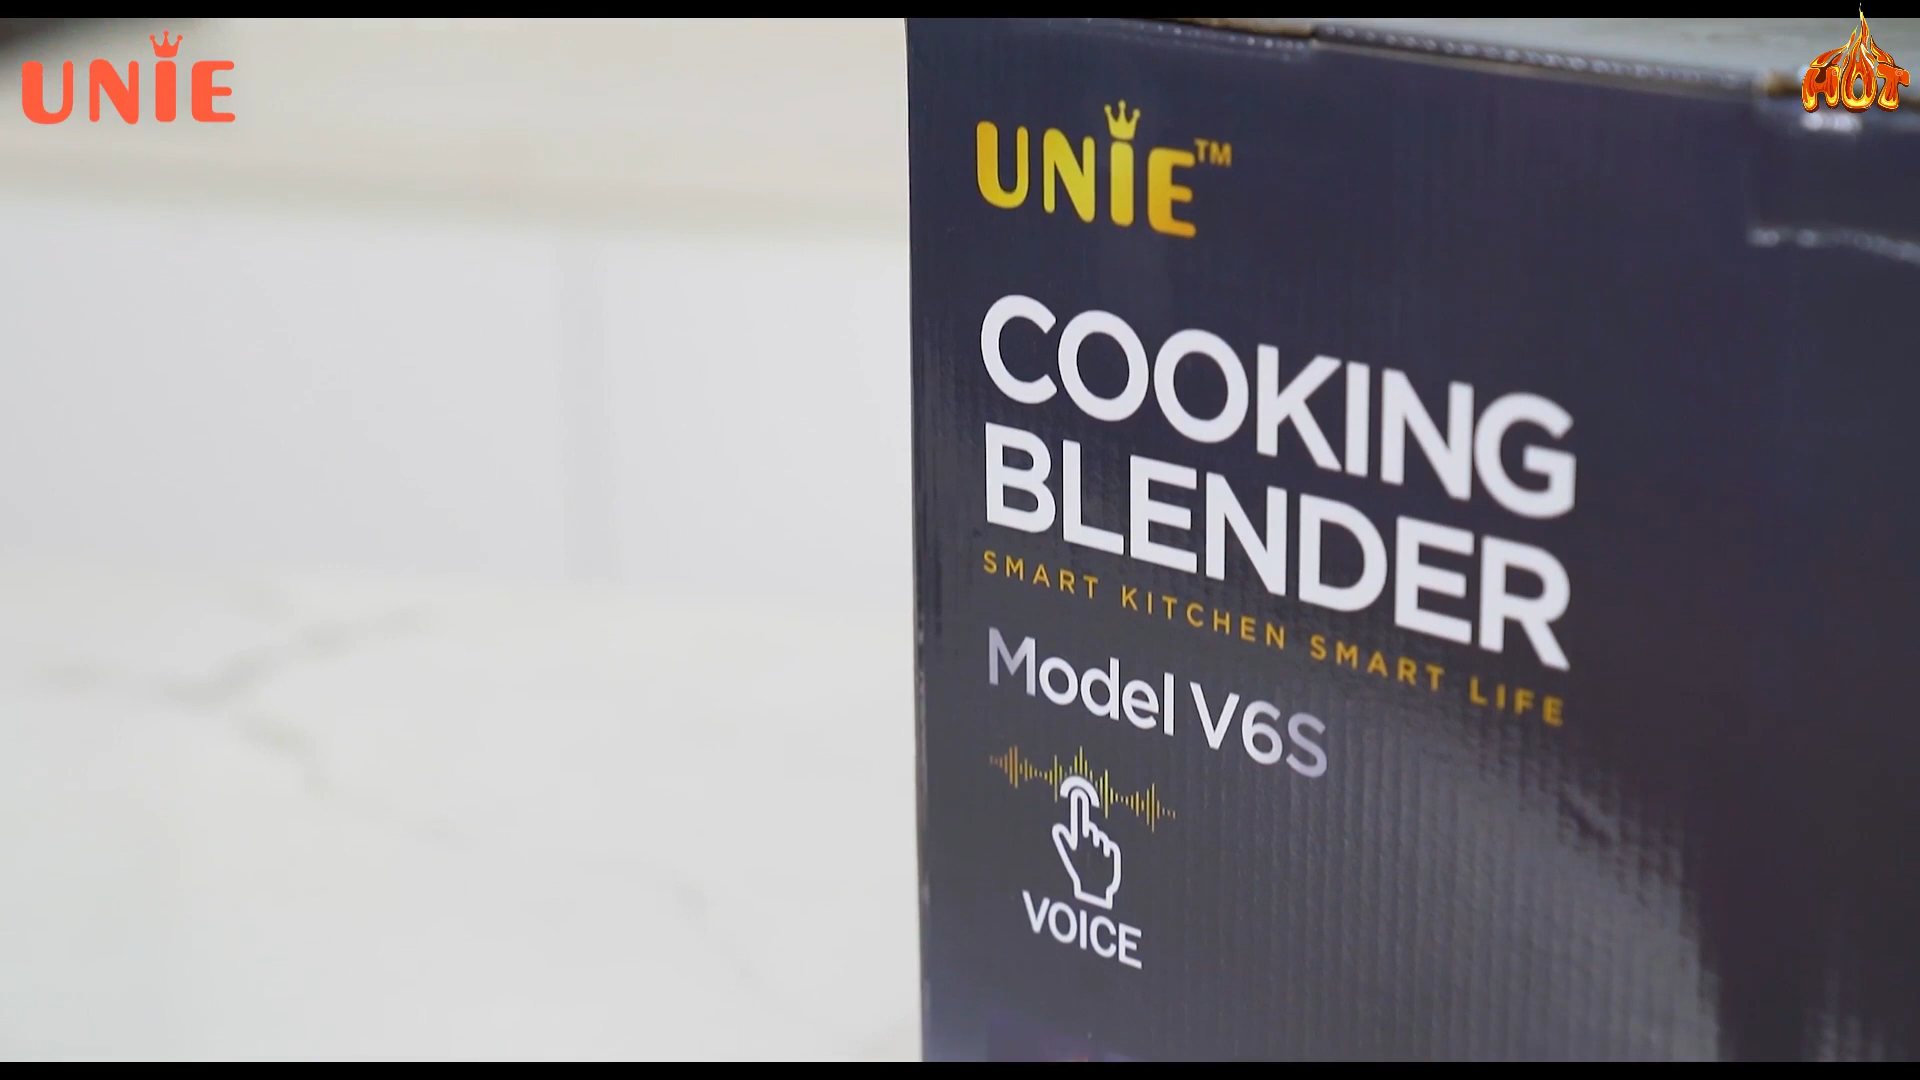 UNIE
HOT
UNIE™
COOKING
BLENDER
SMART KITCHEN SMART LIFE
Model V6S
VOICE